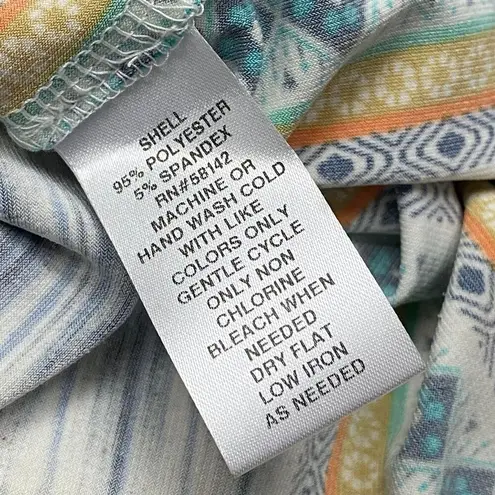 SHELL
95% POLYESTER
5% SPANDEX
RN#58142
MACHINE OR
HAND WASH COLD
WITH LIKE
COLORS ONLY
GENTLE CYCLE
ONLY NON
CHLORINE
BLEACH WHEN
NEEDED
DRY FLAT
LOW IRON
AS NEEDED